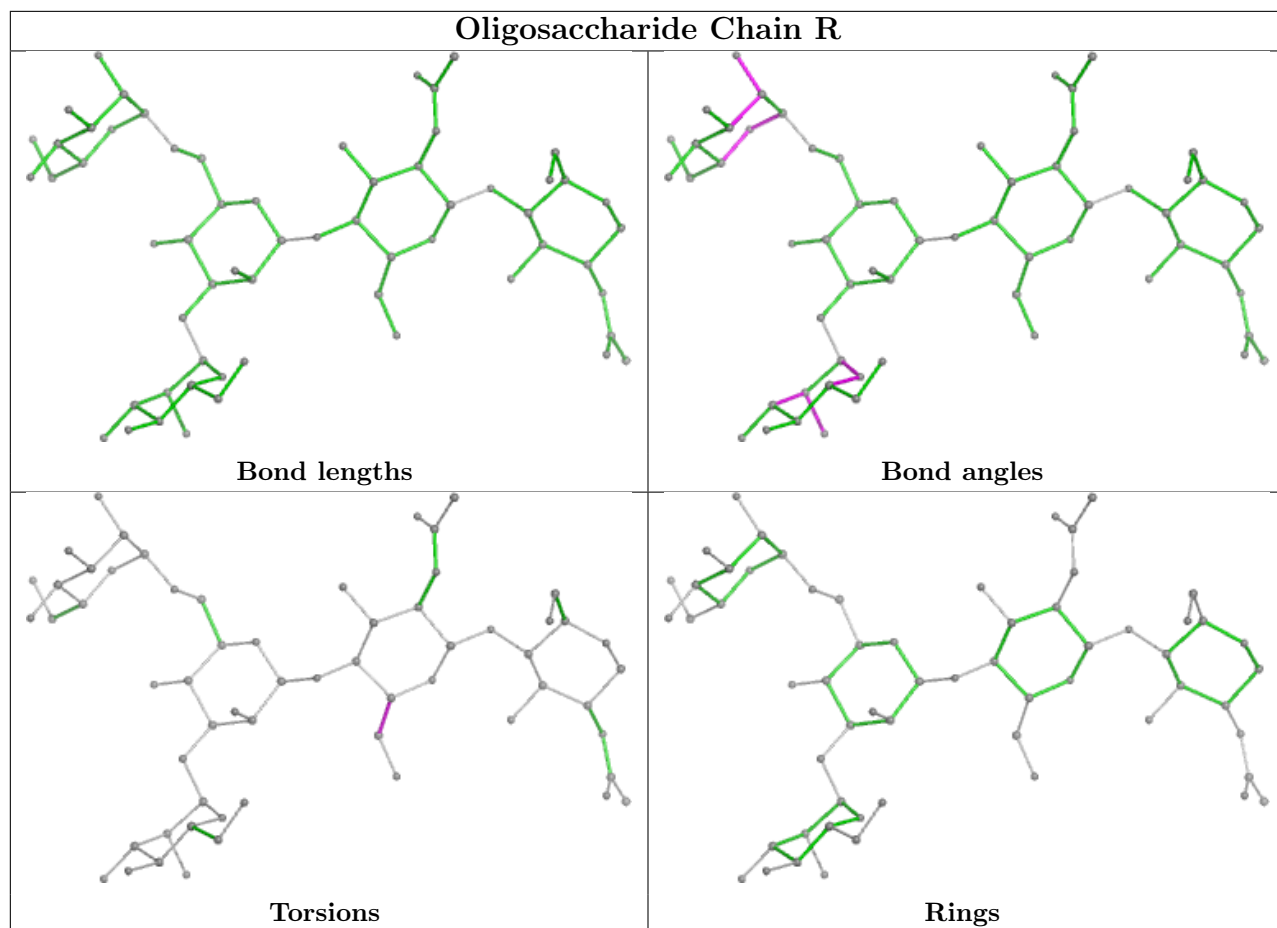 Oligosaccharide Chain R
Bond lengths
Bond angles
Torsions
Rings